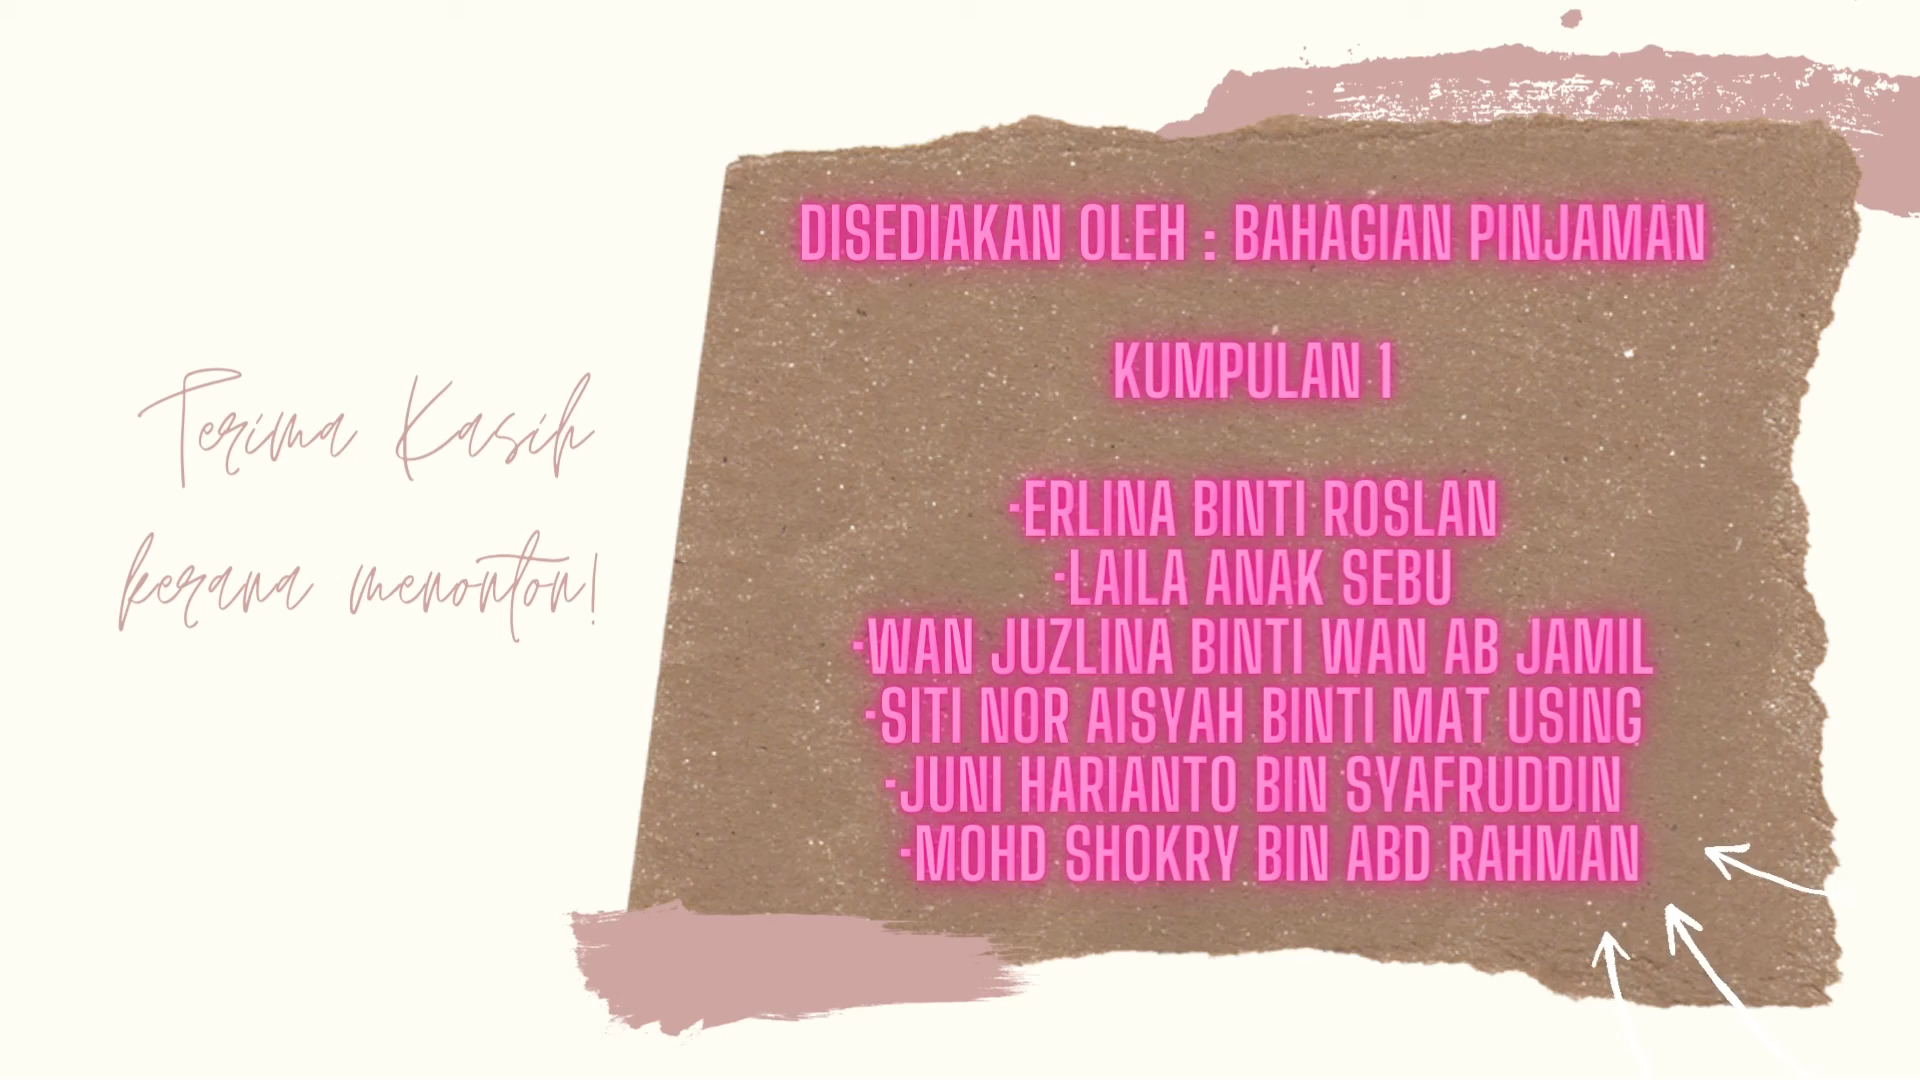 Terima Kasih
kerana menonton!
DISEDIAKAN OLEH : BAHAGIAN PINJAMAN
KUMPULAN 1
·ERLINA BINTI ROSLAN
·LAILA ANAK SEBU
·WAN JUZLINA BINTI WAN AB JAMIL
·SITI NOR AISYAH BINTI MAT USING
·JUNI HARIANTO BIN SYAFRUDDIN
·MOHD SHOKRY BIN ABD RAHMAN